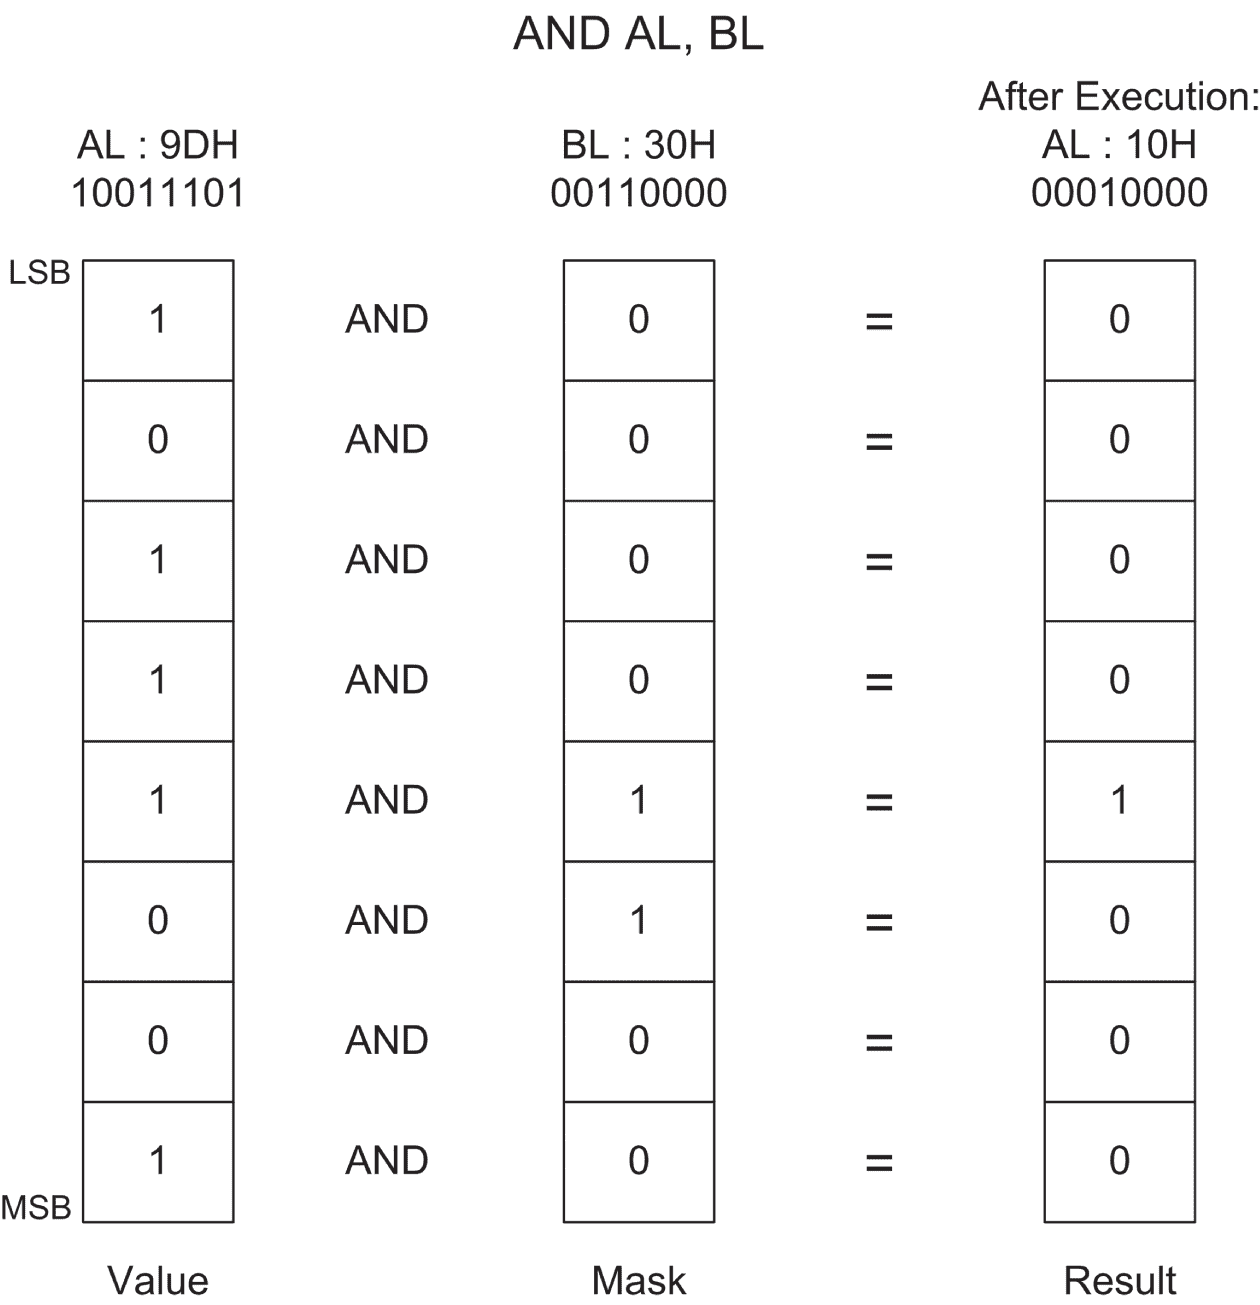 AND AL, BL
After Execution:
AL : 9DH BL : 30H AL : 10H
10011101 00110000 00010000
LSB
1 AND 0 = 0
0 AND 0 = 0
1 AND 0 = 0
1 AND 0 = 0
1 AND 1 = 1
0 AND 1 = 0
0 AND 0 = 0
1 AND 0 = 0
MSB
Value Mask Result